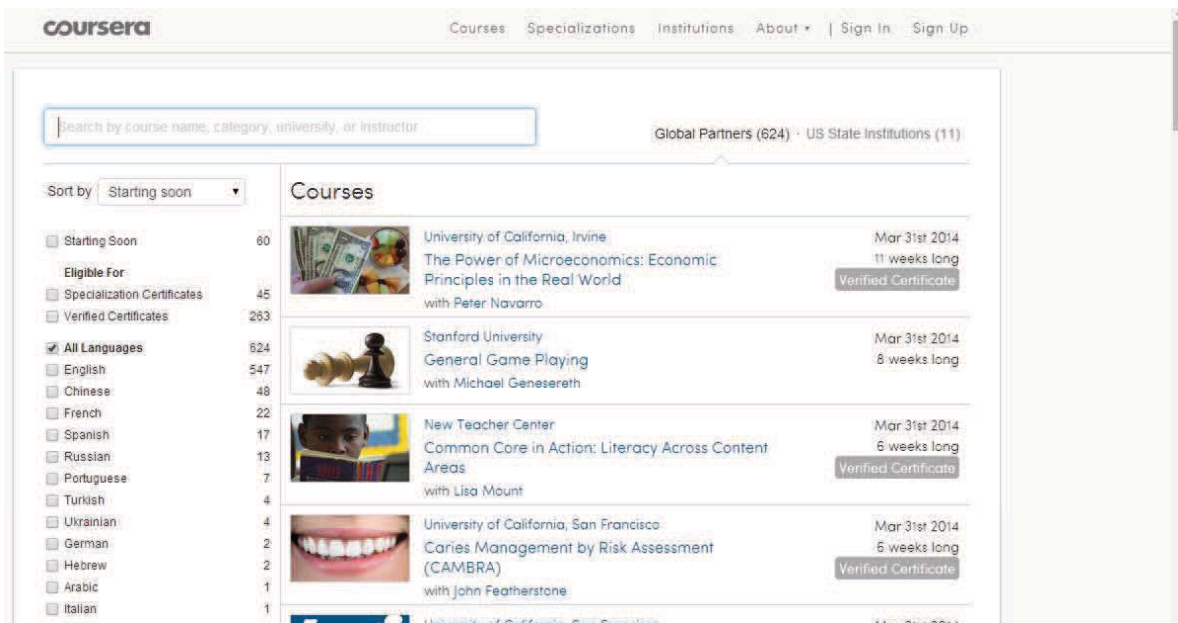 coursera
Courses Specializations Institutions About ▾ | Sign In Sign Up
Search by course name, category, university, or instructor
Global Partners (624) · US State Institutions (11)
Sort by Starting soon
Starting Soon 60
Eligible For
Specialization Certificates 45
Verified Certificates 263
All Languages 624
English 547
Chinese 48
French 22
Spanish 17
Russian 13
Portuguese 7
Turkish 4
Ukrainian 4
German 2
Hebrew 2
Arabic 1
Italian 1
Courses
University of California, Irvine
The Power of Microeconomics: Economic
Principles in the Real World
with Peter Navarro
Mar 31st 2014
11 weeks long
Verified Certificate
Stanford University
General Game Playing
with Michael Genesereth
Mar 31st 2014
8 weeks long
New Teacher Center
Common Core in Action: Literacy Across Content
Areas
with Lisa Mount
Mar 31st 2014
6 weeks long
Verified Certificate
University of California, San Francisco
Caries Management by Risk Assessment
(CAMBRA)
with John Featherstone
Mar 31st 2014
6 weeks long
Verified Certificate
University of California, San Francisco